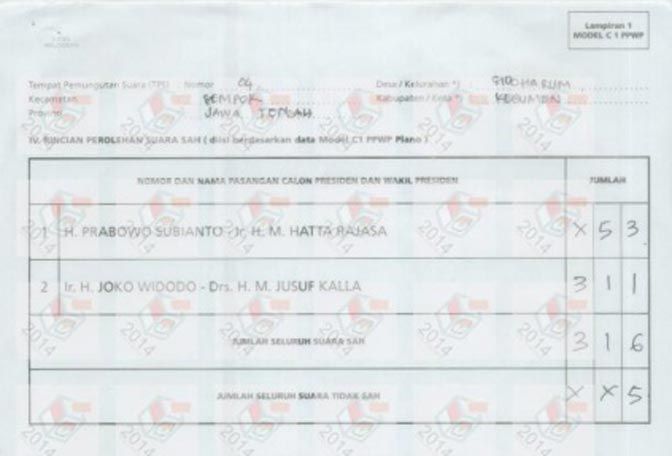 Lampiran 1
MODEL C 1 PPWP
Tempat Pemungutan Suara (TPS) Nomor 04 Desa / Kelurahan *) SIDOHARUM
Kecamatan SEMPOR Kabupaten / Kota *) KEBUMEN
Provinsi JAWA TENGAH
IV. RINCIAN PEROLEHAN SUARA SAH ( diisi berdasarkan data Model C1 PPWP Plano )
NOMOR DAN NAMA PASANGAN CALON PRESIDEN DAN WAKIL PRESIDEN JUMLAH
1 H. PRABOWO SUBIANTO - Ir. H. M. HATTA RAJASA X 5 3
2 Ir. H. JOKO WIDODO - Drs. H. M. JUSUF KALLA 3 1 1
JUMLAH SELURUH SUARA SAH 3 1 6
JUMLAH SELURUH SUARA TIDAK SAH X X 5